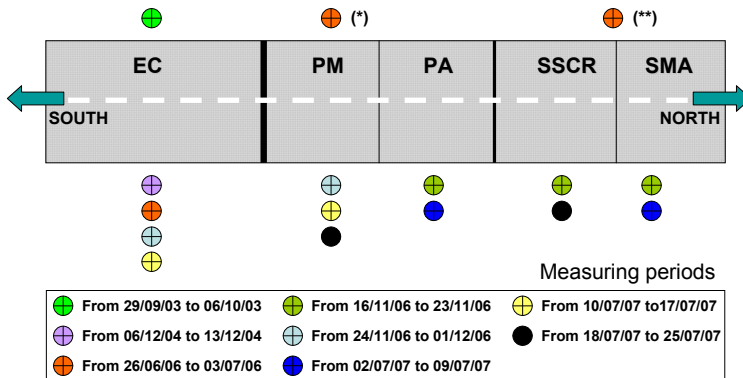 (*) (**)
EC PM PA SSCR SMA
SOUTH NORTH
Measuring periods
From 29/09/03 to 06/10/03 From 16/11/06 to 23/11/06 From 10/07/07 to17/07/07
From 06/12/04 to 13/12/04 From 24/11/06 to 01/12/06 From 18/07/07 to 25/07/07
From 26/06/06 to 03/07/06 From 02/07/07 to 09/07/07